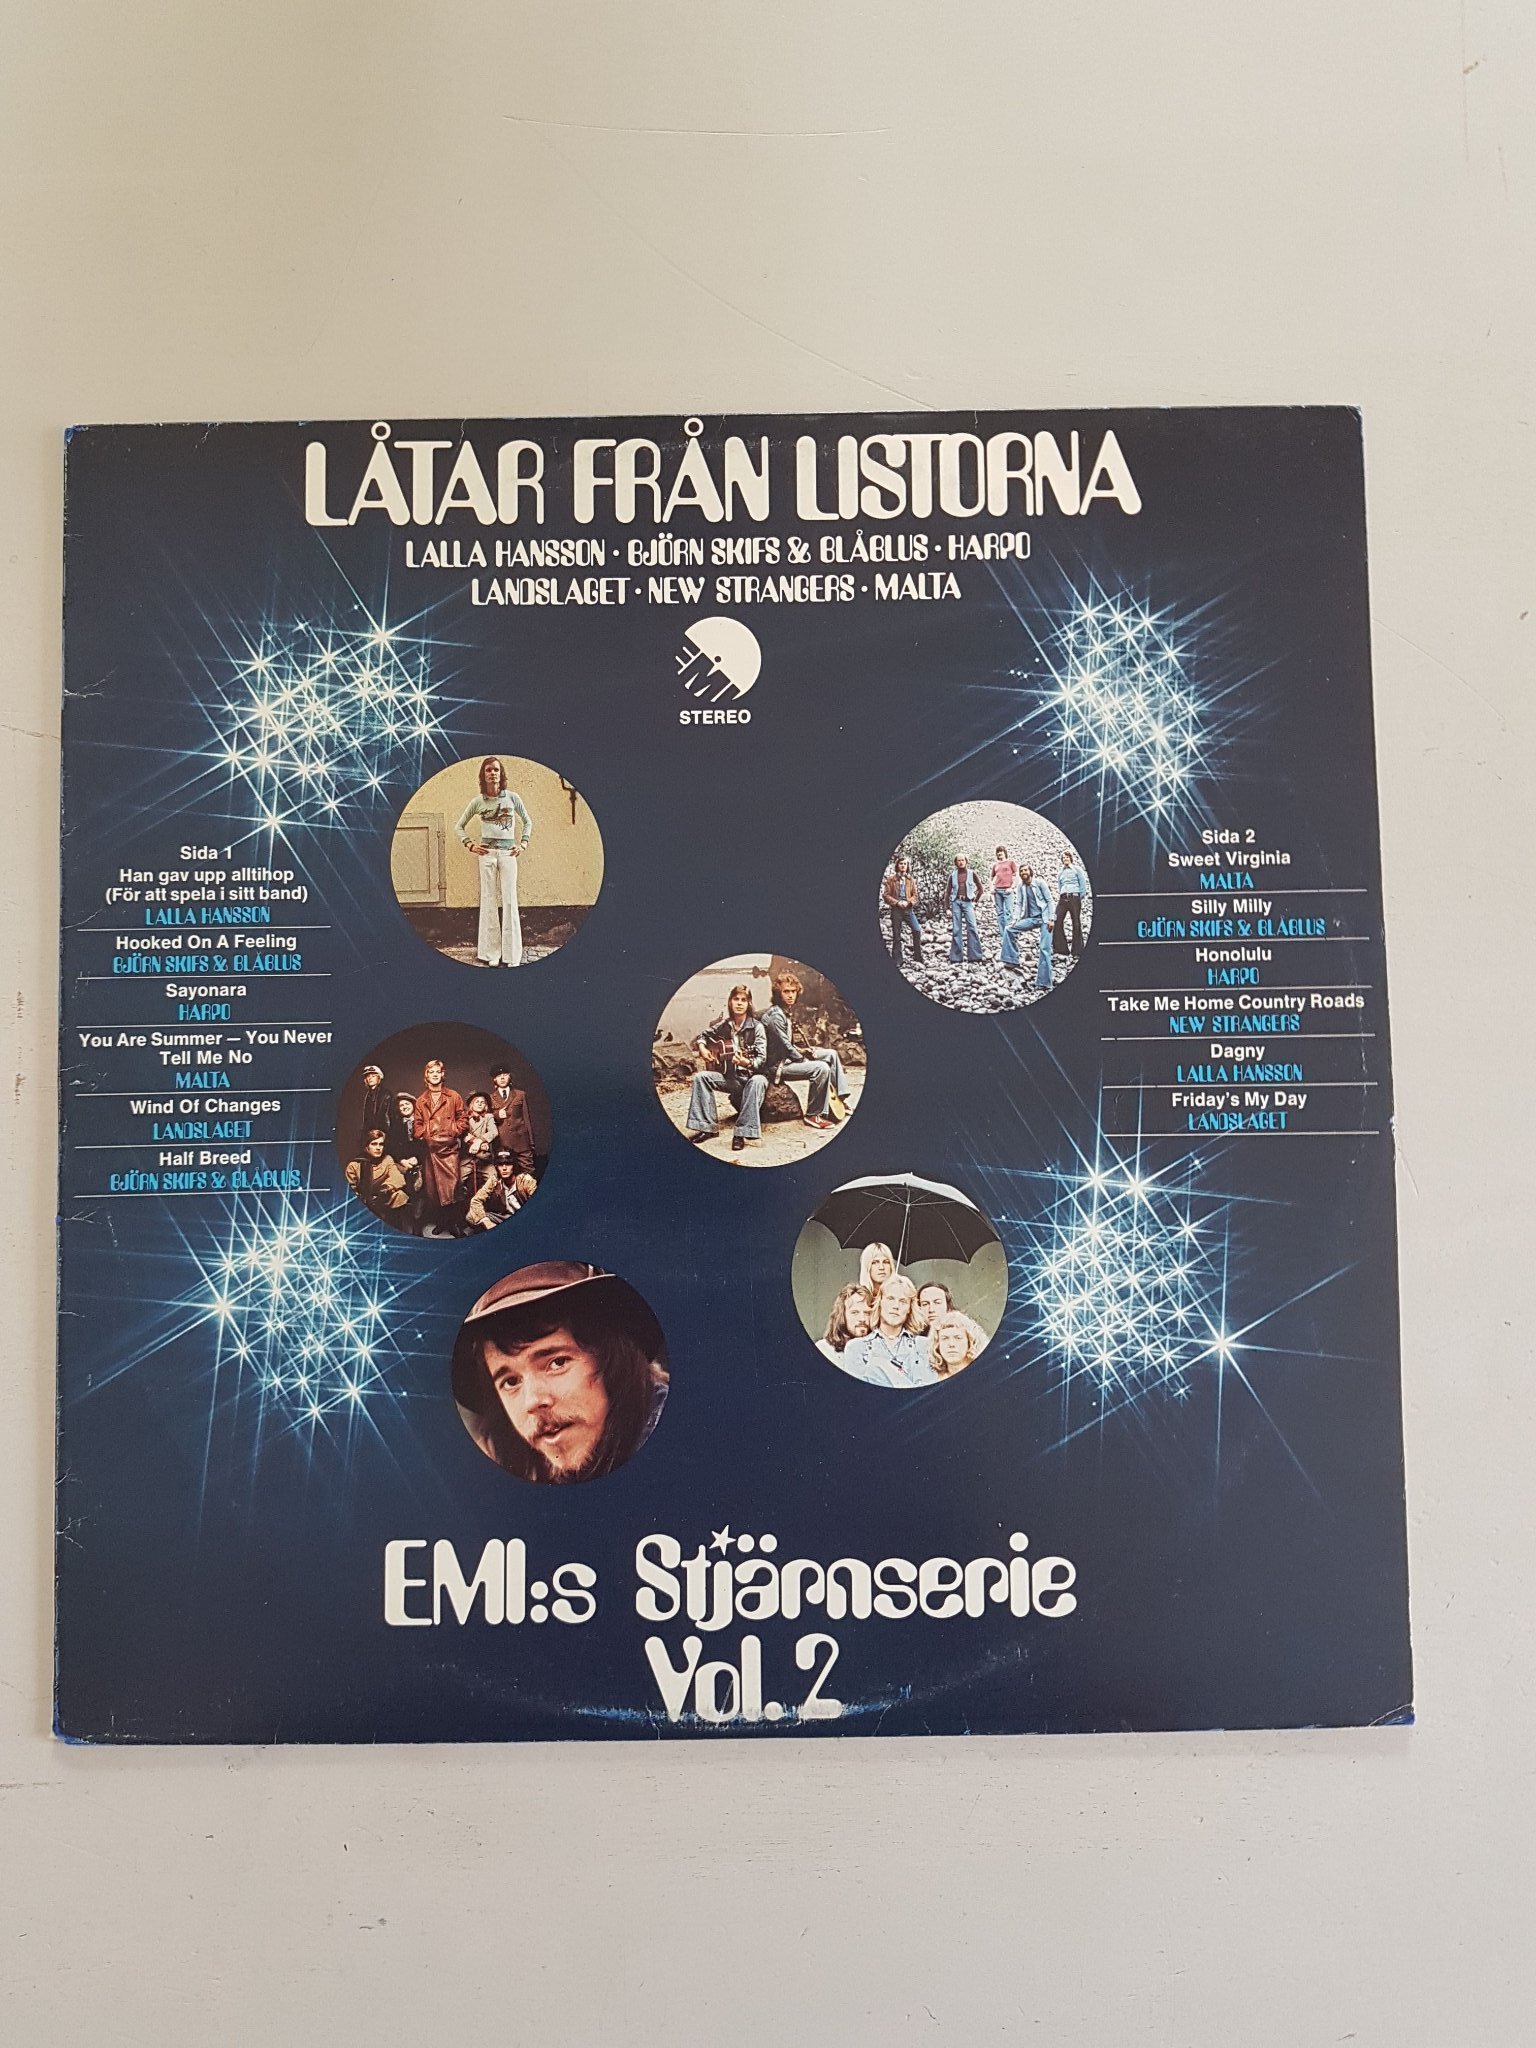 LÅTAR FRÅN LISTORNA
LALLA HANSSON · BJÖRN SKIFS & BLÅBLUS · HARPO
LANDSLAGET · NEW STRANGERS · MALTA
EMI
STEREO
Sida 1
Han gav upp alltihop
(För att spela i sitt band)
LALLA HANSSON
Hooked On A Feeling
BJÖRN SKIFS & BLÅBLUS
Sayonara
HARPO
You Are Summer – You Never
Tell Me No
MALTA
Wind Of Changes
LANDSLAGET
Half Breed
BJÖRN SKIFS & BLÅBLUS
Sida 2
Sweet Virginia
MALTA
Silly Milly
BJÖRN SKIFS & BLÅBLUS
Honolulu
HARPO
Take Me Home Country Roads
NEW STRANGERS
Dagny
LALLA HANSSON
Friday's My Day
LANDSLAGET
EMI:s Stjärnserie
Vol. 2